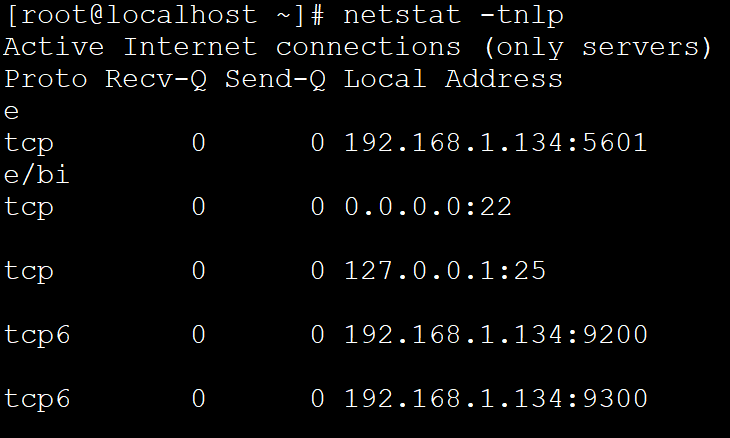 [root@localhost ~]# netstat -tnlp
Active Internet connections (only servers)
Proto Recv-Q Send-Q Local Address
e
tcp        0      0 192.168.1.134:5601
e/bi
tcp        0      0 0.0.0.0:22
tcp        0      0 127.0.0.1:25
tcp6       0      0 192.168.1.134:9200
tcp6       0      0 192.168.1.134:9300